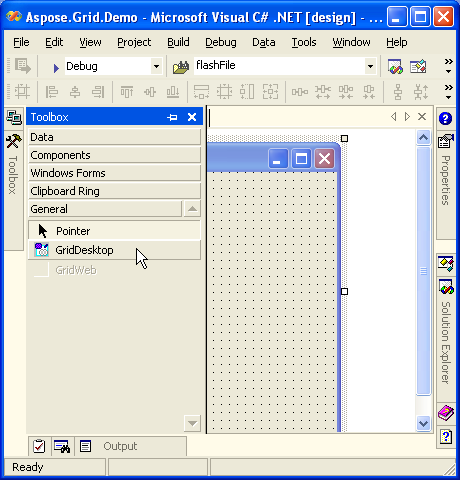 Aspose.Grid.Demo - Microsoft Visual C# .NET [design] - ...
File Edit View Project Build Debug Data Tools Window Help
Debug flashFile
Toolbox
Data
Components
Windows Forms
Clipboard Ring
General
Pointer
GridDesktop
GridWeb
Toolbox
Properties
Solution Explorer
Output
Ready